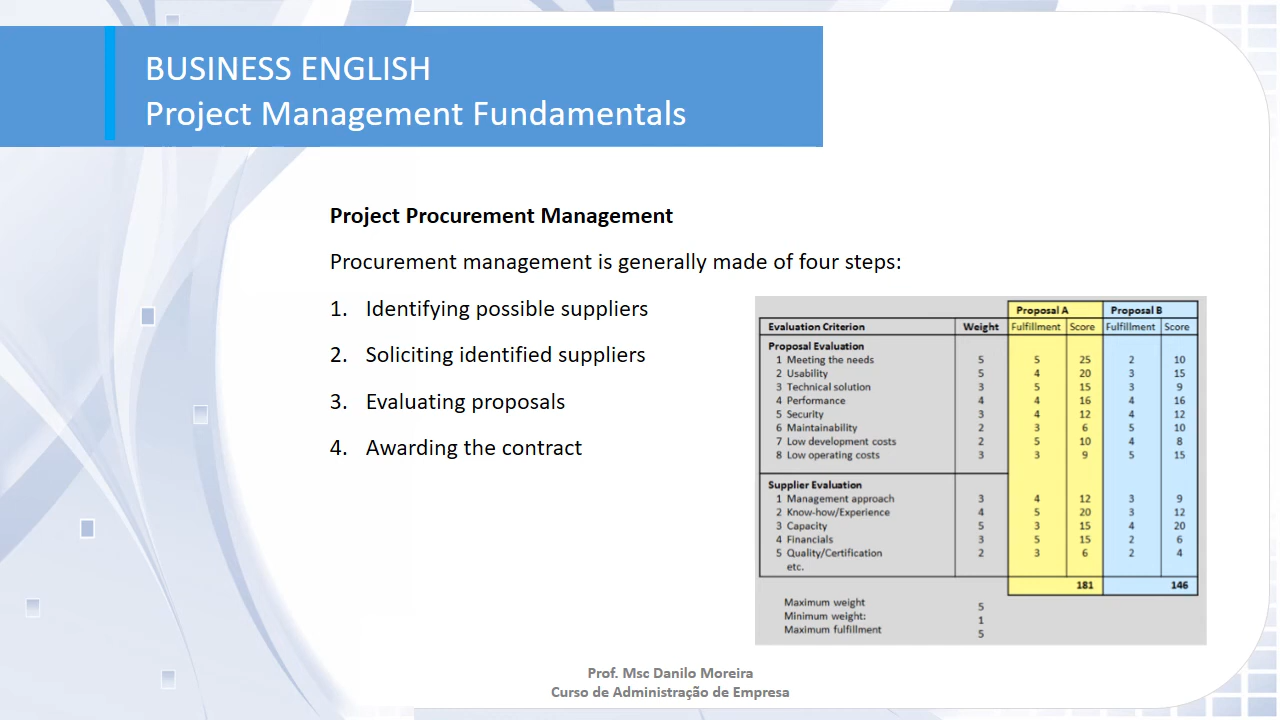 BUSINESS ENGLISH
Project Management Fundamentals
Project Procurement Management
Procurement management is generally made of four steps:
1. Identifying possible suppliers
2. Soliciting identified suppliers
3. Evaluating proposals
4. Awarding the contract
Proposal A Proposal B
Evaluation Criterion Weight Fulfillment Score Fulfillment Score
Proposal Evaluation
1 Meeting the needs 5 5 25 2 10
2 Usability 5 4 20 3 15
3 Technical solution 3 5 15 3 9
4 Performance 4 4 16 4 16
5 Security 3 4 12 4 12
6 Maintainability 2 3 6 5 10
7 Low development costs 2 5 10 4 8
8 Low operating costs 3 3 9 5 15
Supplier Evaluation
1 Management approach 3 4 12 3 9
2 Know-how/Experience 4 5 20 3 12
3 Capacity 5 3 15 4 20
4 Financials 3 5 15 2 6
5 Quality/Certification 2 3 6 2 4
etc.
181 146
Maximum weight 5
Minimum weight: 1
Maximum fulfillment 5
Prof. Msc Danilo Moreira
Curso de Administração de Empresa